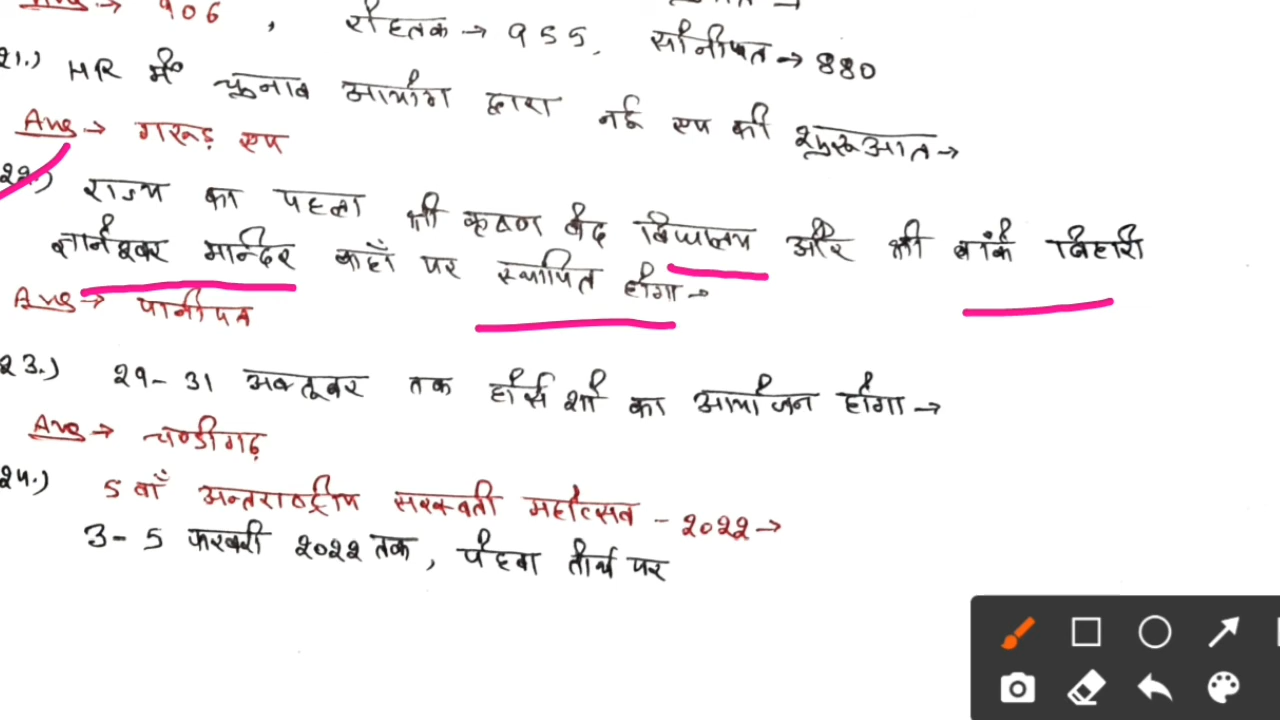 Ans → 906 , रोहतक → 955, सोनीपत → 880
21.) HR में चुनाव आयोग द्वारा नई एप की शुरूआत →
Ans → गरूड़ एप
22.) राज्य का पहला श्री कृष्ण वेद विद्यालय और श्री बांके बिहारी
ज्ञानेश्वर मन्दिर कहाँ पर स्थापित होगा →
Ans → पानीपत
23.) 29-31 अक्तूबर तक होर्स शो का आयोजन होगा →
Ans → चण्डीगढ़
24.) 5 वाँ अन्तराष्ट्रीय सरस्वती महोत्सव - 2022 →
3-5 फरवरी 2022 तक, पेहवा तीर्थ पर